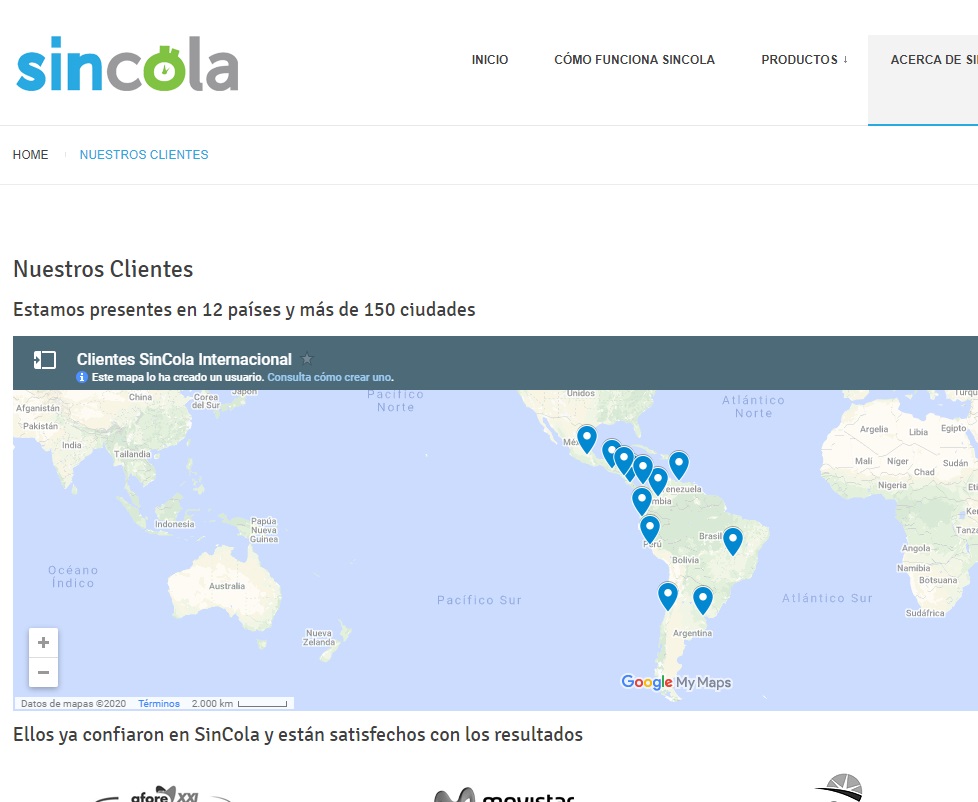 sincola
INICIO
CÓMO FUNCIONA SINCOLA
PRODUCTOS ↓
ACERCA DE SI
HOME
NUESTROS CLIENTES
Nuestros Clientes
Estamos presentes en 12 países y más de 150 ciudades
Clientes SinCola Internacional
Este mapa lo ha creado un usuario. Consulta cómo crear uno.
China
Corea
del Sur
Japón
Pacífico
Norte
Unidos
Atlántico
Norte
Afganistán
Pakistán
India
Tailandia
Argelia
Libia
Egipto
Malí
Níger
Chad
Sudán
Nigeria
enezuela
mbia
Indonesia
Papúa
Nueva
Guinea
Perú
Brasil
Bolivia
Angola
Namibia
Botsuana
Océano
Índico
Australia
Pacífico Sur
Atlántico Sur
Sudáfrica
Nueva
Zelanda
Argentina
Google My Maps
Datos de mapas ©2020
Términos
2.000 km
Ellos ya confiaron en SinCola y están satisfechos con los resultados
afore XXI
movistar